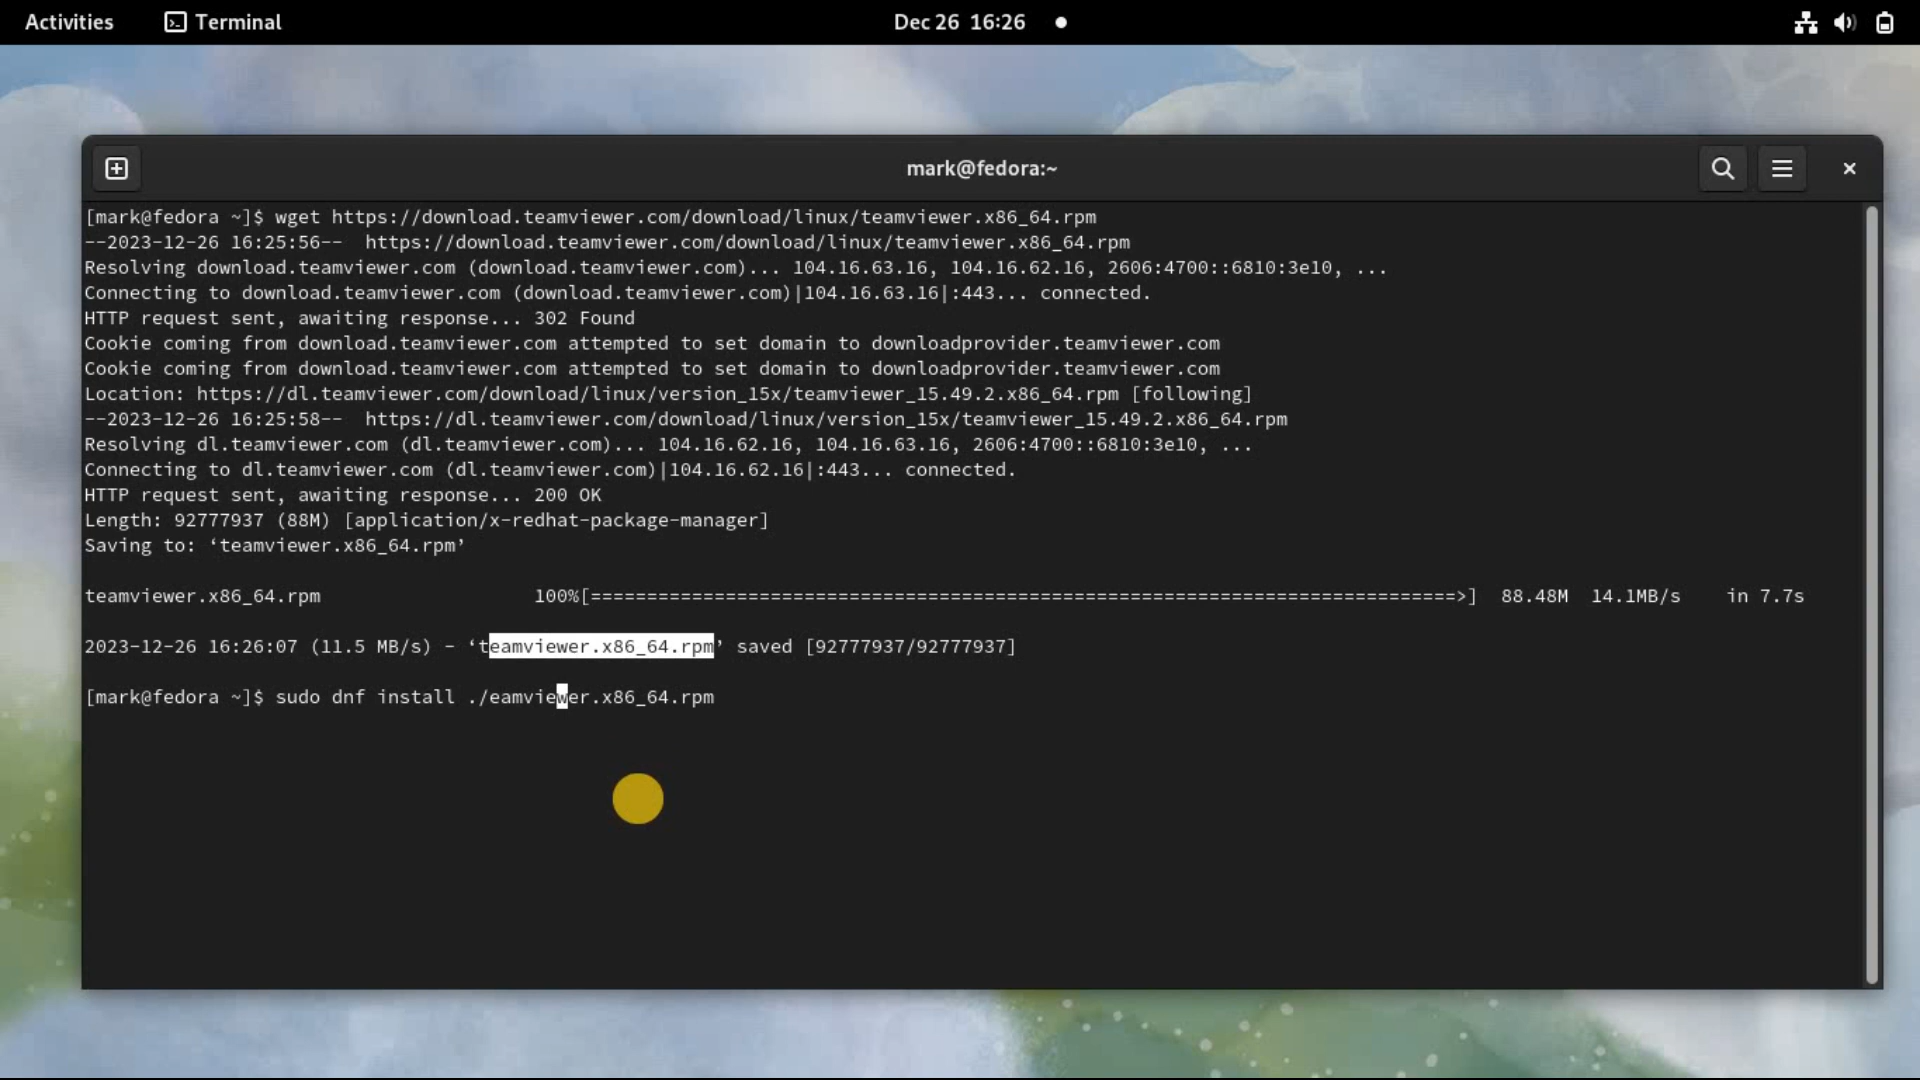 Activities Terminal Dec 26 16:26
mark@fedora:~
[mark@fedora ~]$ wget https://download.teamviewer.com/download/linux/teamviewer.x86_64.rpm
--2023-12-26 16:25:56-- https://download.teamviewer.com/download/linux/teamviewer.x86_64.rpm
Resolving download.teamviewer.com (download.teamviewer.com)... 104.16.63.16, 104.16.62.16, 2606:4700::6810:3e10, ...
Connecting to download.teamviewer.com (download.teamviewer.com)|104.16.63.16|:443... connected.
HTTP request sent, awaiting response... 302 Found
Cookie coming from download.teamviewer.com attempted to set domain to downloadprovider.teamviewer.com
Cookie coming from download.teamviewer.com attempted to set domain to downloadprovider.teamviewer.com
Location: https://dl.teamviewer.com/download/linux/version_15x/teamviewer_15.49.2.x86_64.rpm [following]
--2023-12-26 16:25:58-- https://dl.teamviewer.com/download/linux/version_15x/teamviewer_15.49.2.x86_64.rpm
Resolving dl.teamviewer.com (dl.teamviewer.com)... 104.16.62.16, 104.16.63.16, 2606:4700::6810:3e10, ...
Connecting to dl.teamviewer.com (dl.teamviewer.com)|104.16.62.16|:443... connected.
HTTP request sent, awaiting response... 200 OK
Length: 92777937 (88M) [application/x-redhat-package-manager]
Saving to: ‘teamviewer.x86_64.rpm’
teamviewer.x86_64.rpm 100%[=============================================================================>] 88.48M 14.1MB/s in 7.7s
2023-12-26 16:26:07 (11.5 MB/s) - ‘teamviewer.x86_64.rpm’ saved [92777937/92777937]
[mark@fedora ~]$ sudo dnf install ./eamviewer.x86_64.rpm